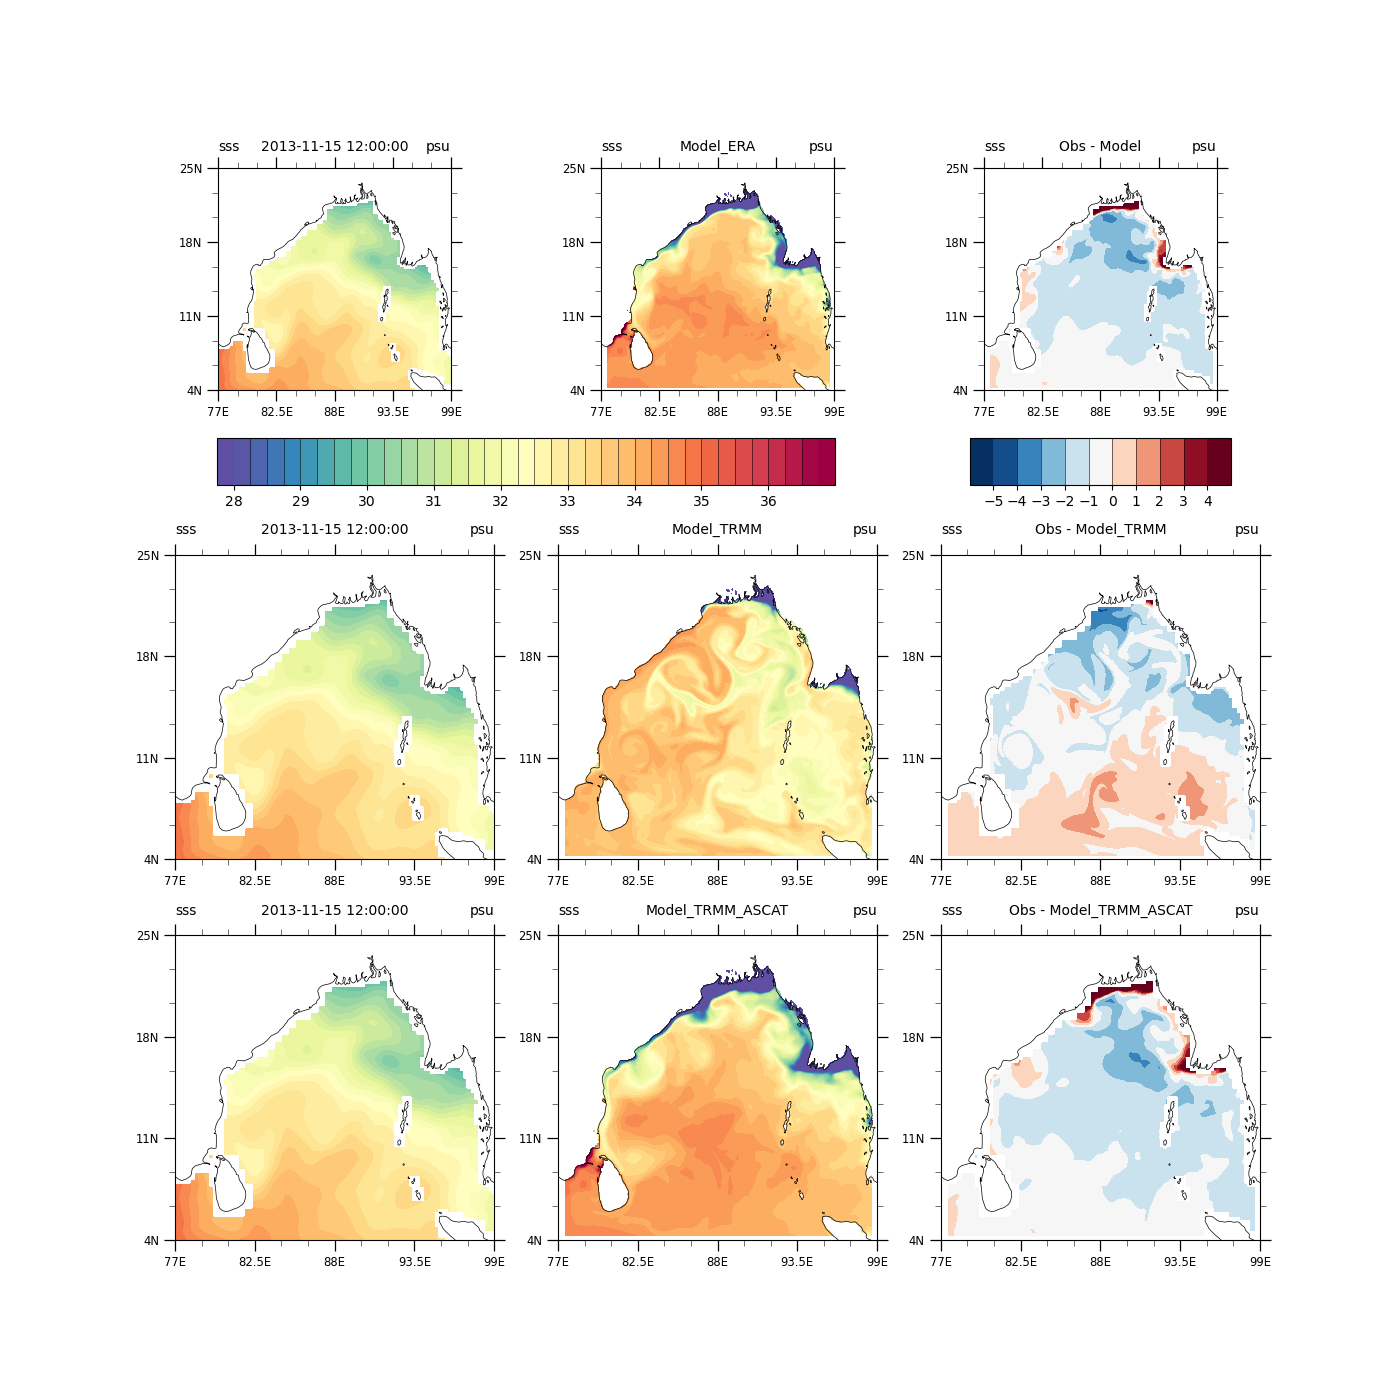 sss 2013-11-15 12:00:00 psu
sss Model_ERA psu
sss Obs - Model psu
25N
18N
11N
4N
77E 82.5E 88E 93.5E 99E
25N
18N
11N
4N
77E 82.5E 88E 93.5E 99E
25N
18N
11N
4N
77E 82.5E 88E 93.5E 99E
28 29 30 31 32 33 34 35 36
−5 −4 −3 −2 −1 0 1 2 3 4
sss 2013-11-15 12:00:00 psu
sss Model_TRMM psu
sss Obs - Model_TRMM psu
25N
18N
11N
4N
77E 82.5E 88E 93.5E 99E
25N
18N
11N
4N
77E 82.5E 88E 93.5E 99E
25N
18N
11N
4N
77E 82.5E 88E 93.5E 99E
sss 2013-11-15 12:00:00 psu
sss Model_TRMM_ASCAT psu
sss Obs - Model_TRMM_ASCAT psu
25N
18N
11N
4N
77E 82.5E 88E 93.5E 99E
25N
18N
11N
4N
77E 82.5E 88E 93.5E 99E
25N
18N
11N
4N
77E 82.5E 88E 93.5E 99E